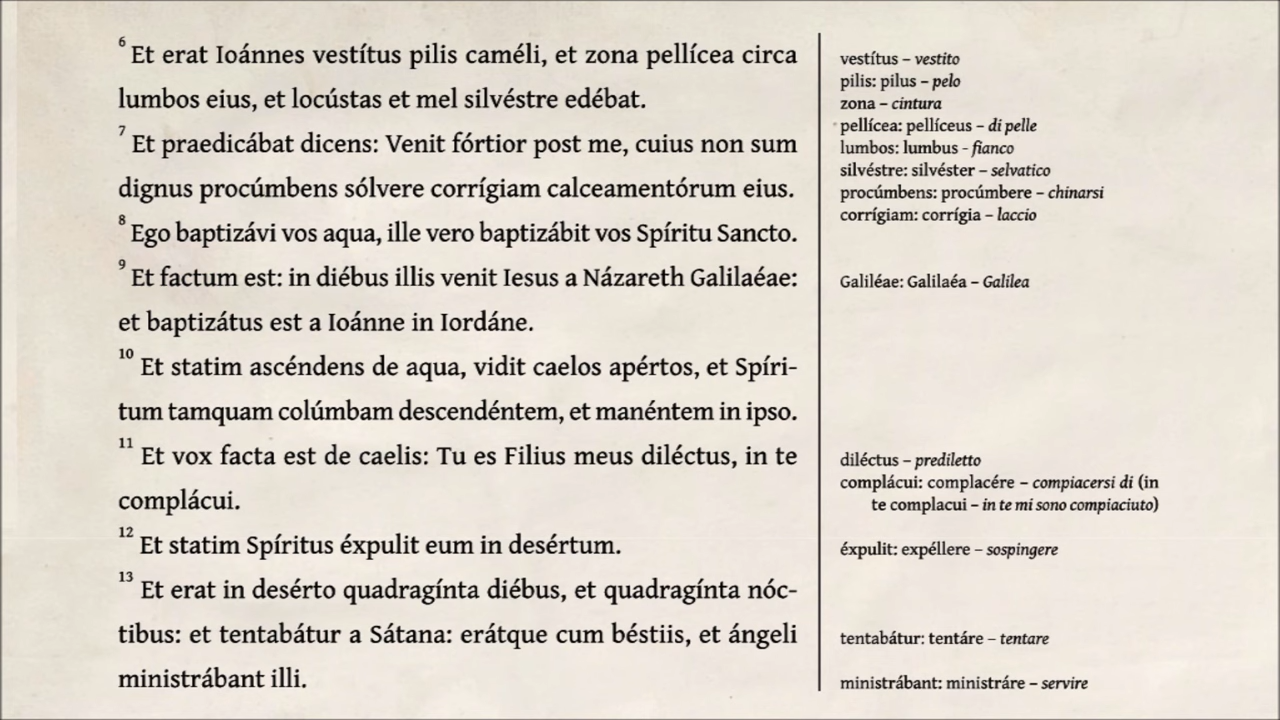 6 Et erat Ioánnes vestítus pilis caméli, et zona pellícea circa
lumbos eius, et locústas et mel silvéstre edébat.
7 Et praedicábat dicens: Venit fórtior post me, cuius non sum
dignus procúmbens sólvere corrígiam calceamentórum eius.
8 Ego baptizávi vos aqua, ille vero baptizábit vos Spíritu Sancto.
9 Et factum est: in diébus illis venit Iesus a Názareth Galilaéae:
et baptizátus est a Ioánne in Iordáne.
10 Et statim ascéndens de aqua, vidit caelos apértos, et Spíri-
tum tamquam colúmbam descendéntem, et manéntem in ipso.
11 Et vox facta est de caelis: Tu es Filius meus diléctus, in te
complácui.
12 Et statim Spíritus éxpulit eum in desértum.
13 Et erat in desérto quadragínta diébus, et quadragínta nóc-
tibus: et tentabátur a Sátana: erátque cum béstiis, et ángeli
ministrábant illi.
vestítus – vestito
pilis: pilus – pelo
zona – cintura
pellícea: pellíceus – di pelle
lumbos: lumbus - fianco
silvéstre: silvéster – selvatico
procúmbens: procúmbere – chinarsi
corrígiam: corrígia – laccio
Galiléae: Galilaéa – Galilea
diléctus – prediletto
complácui: complacére – compiacersi di (in
te complacui – in te mi sono compiaciuto)
éxpulit: expéllere – sospingere
tentabátur: tentáre – tentare
ministrábant: ministráre – servire